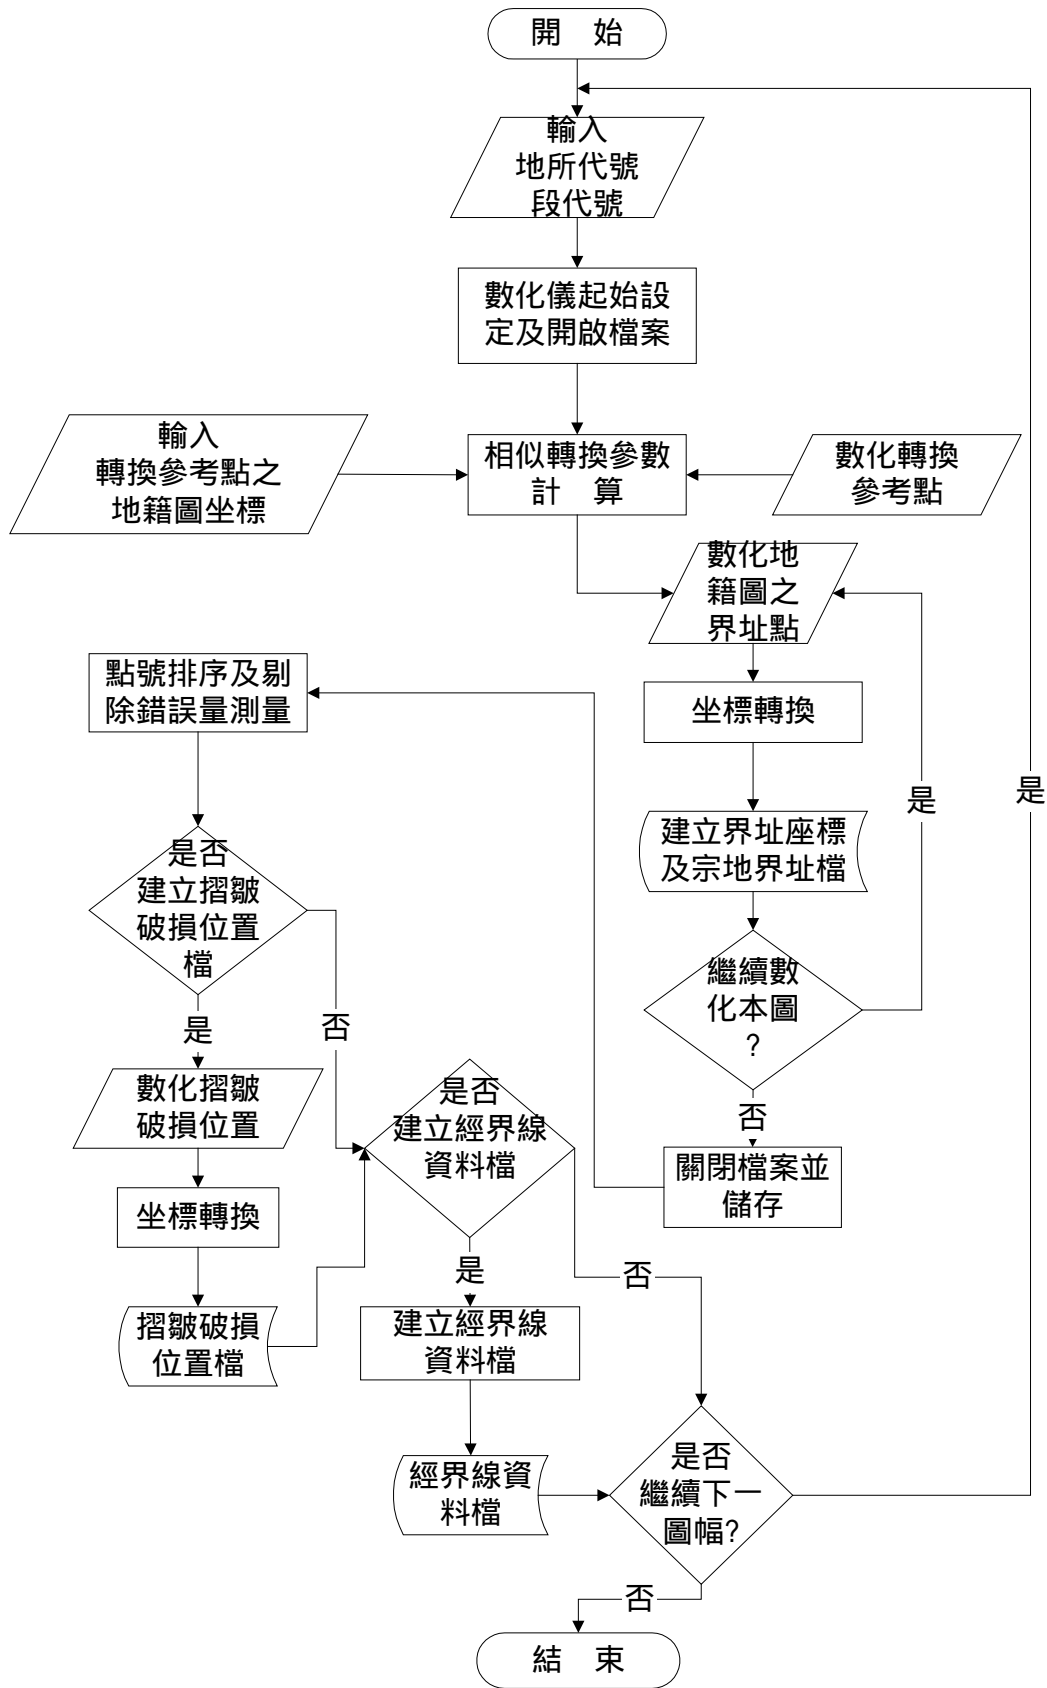 開 始
輸入
地所代號
段代號
數化儀起始設
定及開啟檔案
輸入
轉換參考點之
地籍圖坐標
相似轉換參數
計 算
數化轉換
參考點
數化地
籍圖之
界址點
點號排序及剔
除錯誤量測量
坐標轉換
是
是
建立界址座標
及宗地界址檔
是否
建立摺皺
破損位置
檔
繼續數
化本圖
?
是
否
否
數化摺皺
破損位置
是否
建立經界線
資料檔
關閉檔案並
儲存
坐標轉換
是
否
摺皺破損
位置檔
建立經界線
資料檔
經界線資
料檔
是否
繼續下一
圖幅?
否
結 束